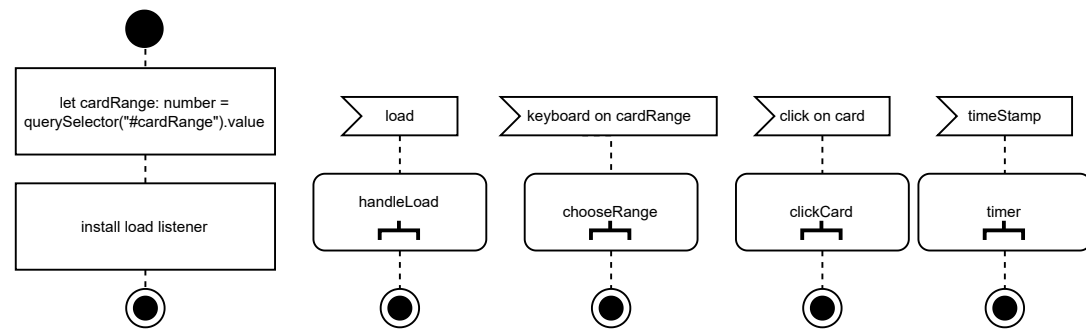 let cardRange: number =
querySelector("#cardRange").value
install load listener
load
handleLoad
keyboard on cardRange
chooseRange
click on card
clickCard
timeStamp
timer